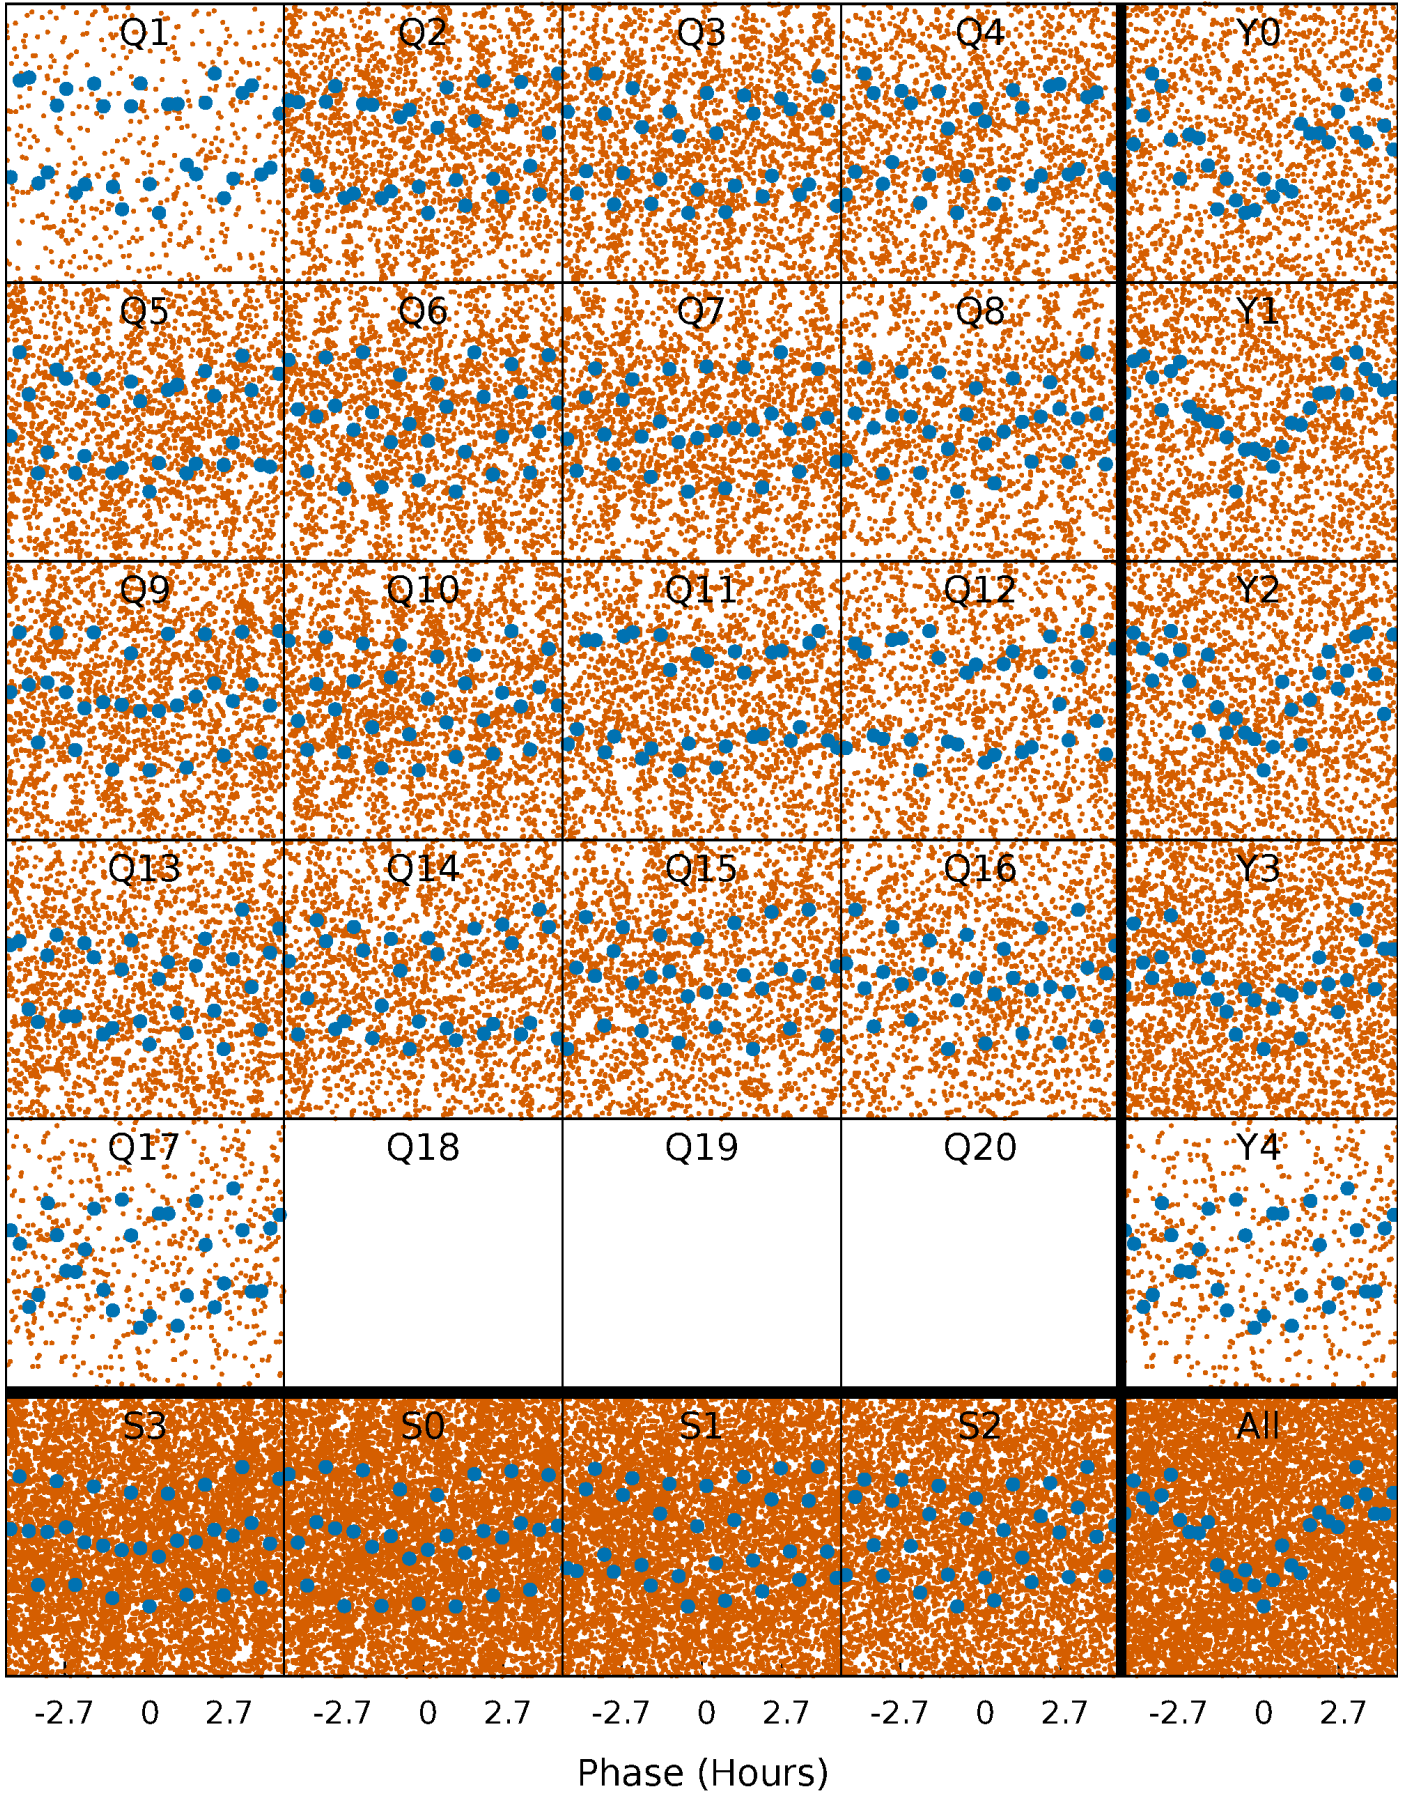 Q1 Q2 Q3 Q4 Y0
Q5 Q6 Q7 Q8 Y1
Q9 Q10 Q11 Q12 Y2
Q13 Q14 Q15 Q16 Y3
Q17 Q18 Q19 Q20 Y4
S3 S0 S1 S2 All
-2.7 0 2.7 -2.7 0 2.7 -2.7 0 2.7 -2.7 0 2.7 -2.7 0 2.7
Phase (Hours)